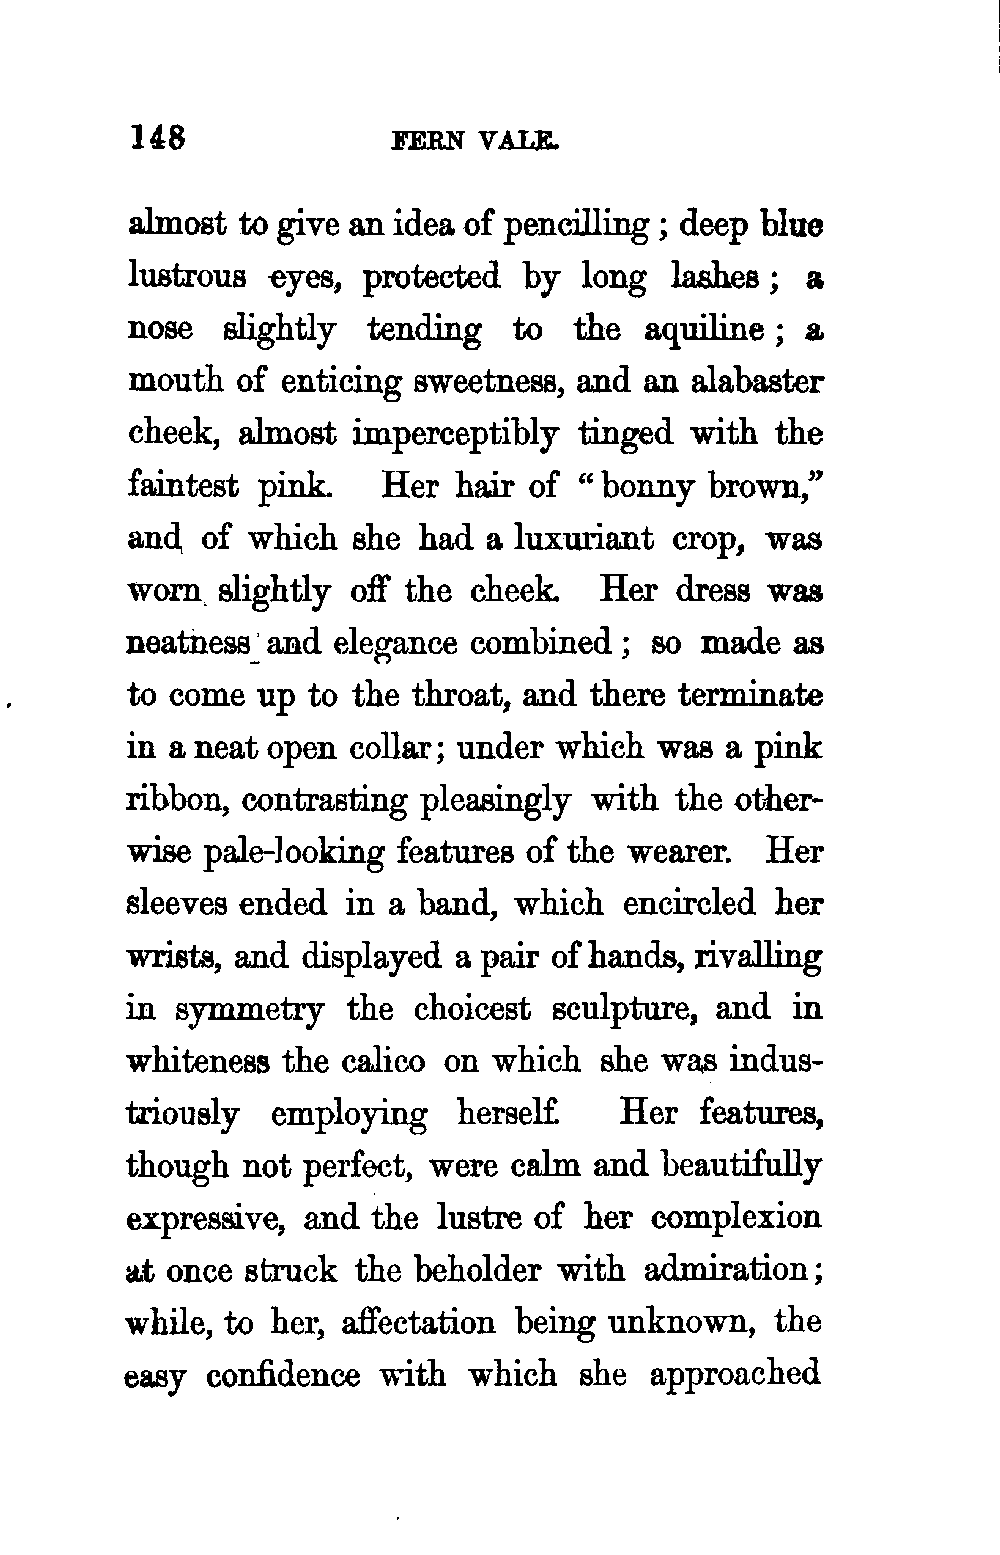 148 FERN VALE.
almost to give an idea of pencilling ; deep blue
lustrous eyes, protected by long lashes ; a
nose slightly tending to the aquiline ; a
mouth of enticing sweetness, and an alabaster
cheek, almost imperceptibly tinged with the
faintest pink. Her hair of “ bonny brown,”
and of which she had a luxuriant crop, was
worn slightly off the cheek. Her dress was
neatness and elegance combined ; so made as
to come up to the throat, and there terminate
in a neat open collar; under which was a pink
ribbon, contrasting pleasingly with the other-
wise pale-looking features of the wearer. Her
sleeves ended in a band, which encircled her
wrists, and displayed a pair of hands, rivalling
in symmetry the choicest sculpture, and in
whiteness the calico on which she was indus-
triously employing herself. Her features,
though not perfect, were calm and beautifully
expressive, and the lustre of her complexion
at once struck the beholder with admiration;
while, to her, affectation being unknown, the
easy confidence with which she approached